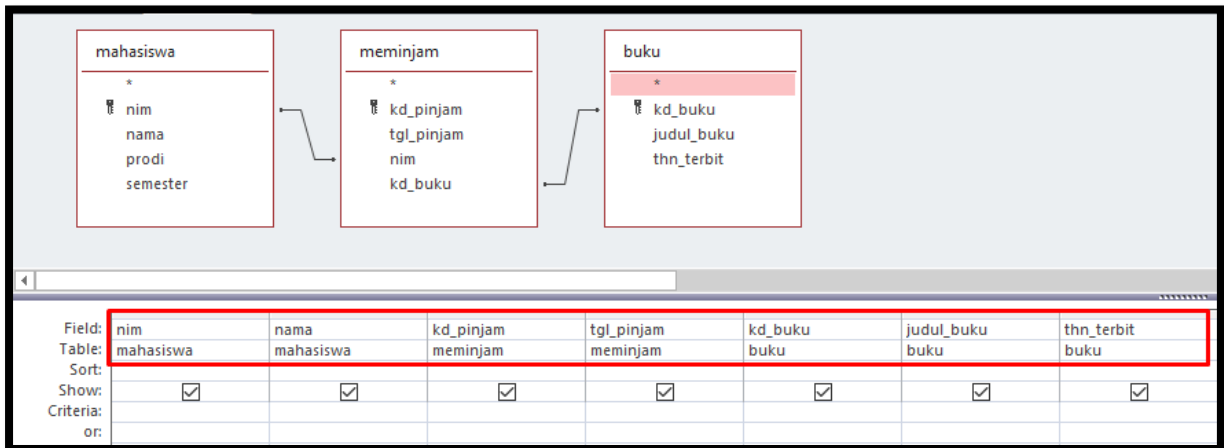 mahasiswa
*
nim
nama
prodi
semester
meminjam
*
kd_pinjam
tgl_pinjam
nim
kd_buku
buku
*
kd_buku
judul_buku
thn_terbit
Field: nim nama kd_pinjam tgl_pinjam kd_buku judul_buku thn_terbit
Table: mahasiswa mahasiswa meminjam meminjam buku buku buku
Sort:
Show:
Criteria:
or: